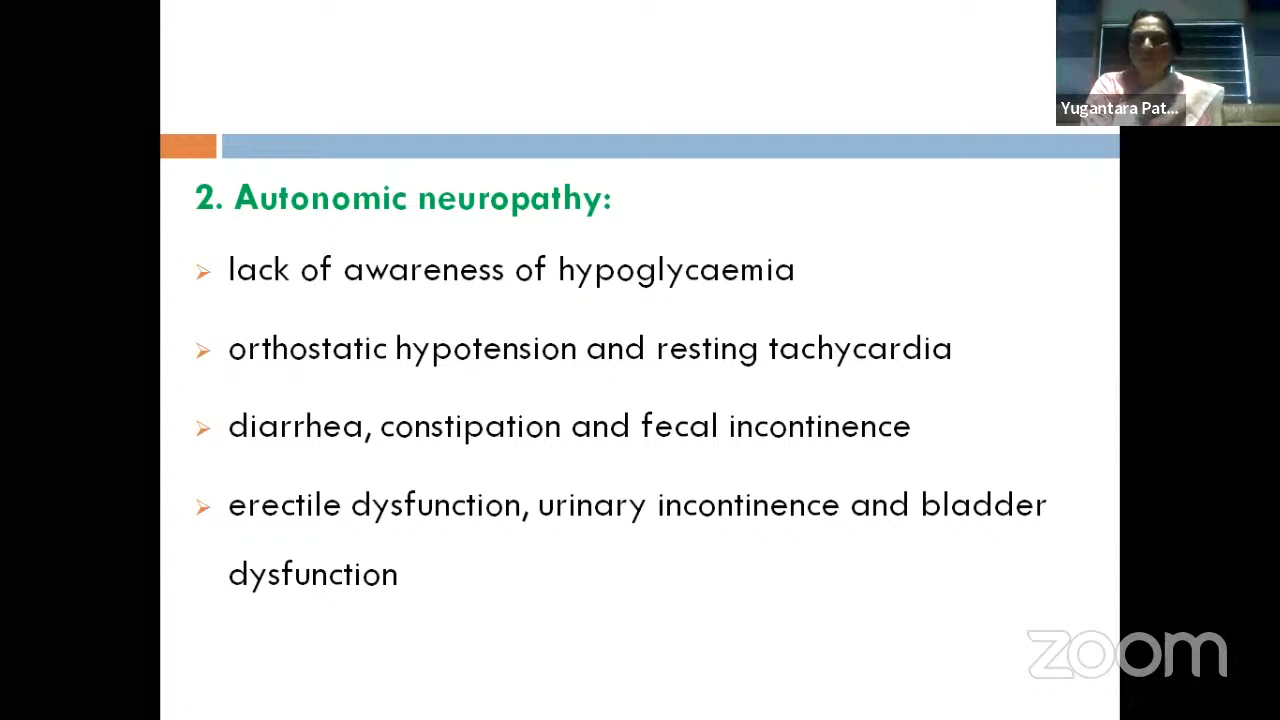 Yugantara Pat...
2. Autonomic neuropathy:
lack of awareness of hypoglycaemia
orthostatic hypotension and resting tachycardia
diarrhea, constipation and fecal incontinence
erectile dysfunction, urinary incontinence and bladder
dysfunction
zoom